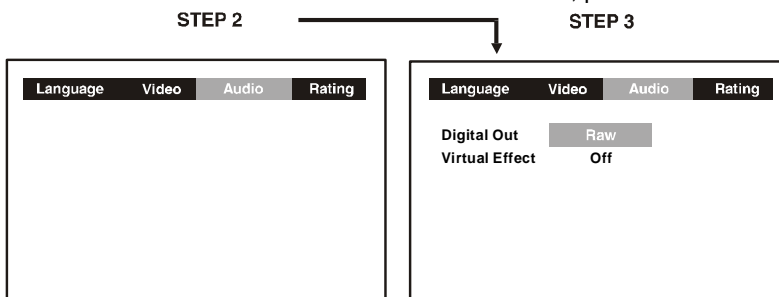 STEP 2
STEP 3
Language Video Audio Rating
Language Video Audio Rating
Digital Out Raw
Virtual Effect Off